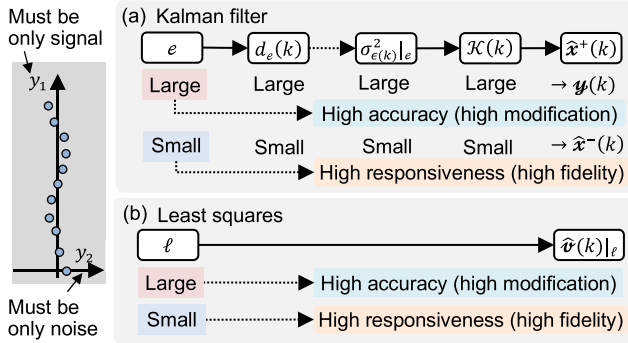 Must be
only signal
y₁
y₂
Must be
only noise
(a) Kalman filter
e
dₑ(k)
σ²_ϵ(k)|ₑ
𝒦(k)
x̂⁺(k)
Large Large Large Large → y(k)
High accuracy (high modification)
Small Small Small Small → x̂⁻(k)
High responsiveness (high fidelity)
(b) Least squares
ℓ
v̂(k)|_ℓ
Large High accuracy (high modification)
Small High responsiveness (high fidelity)